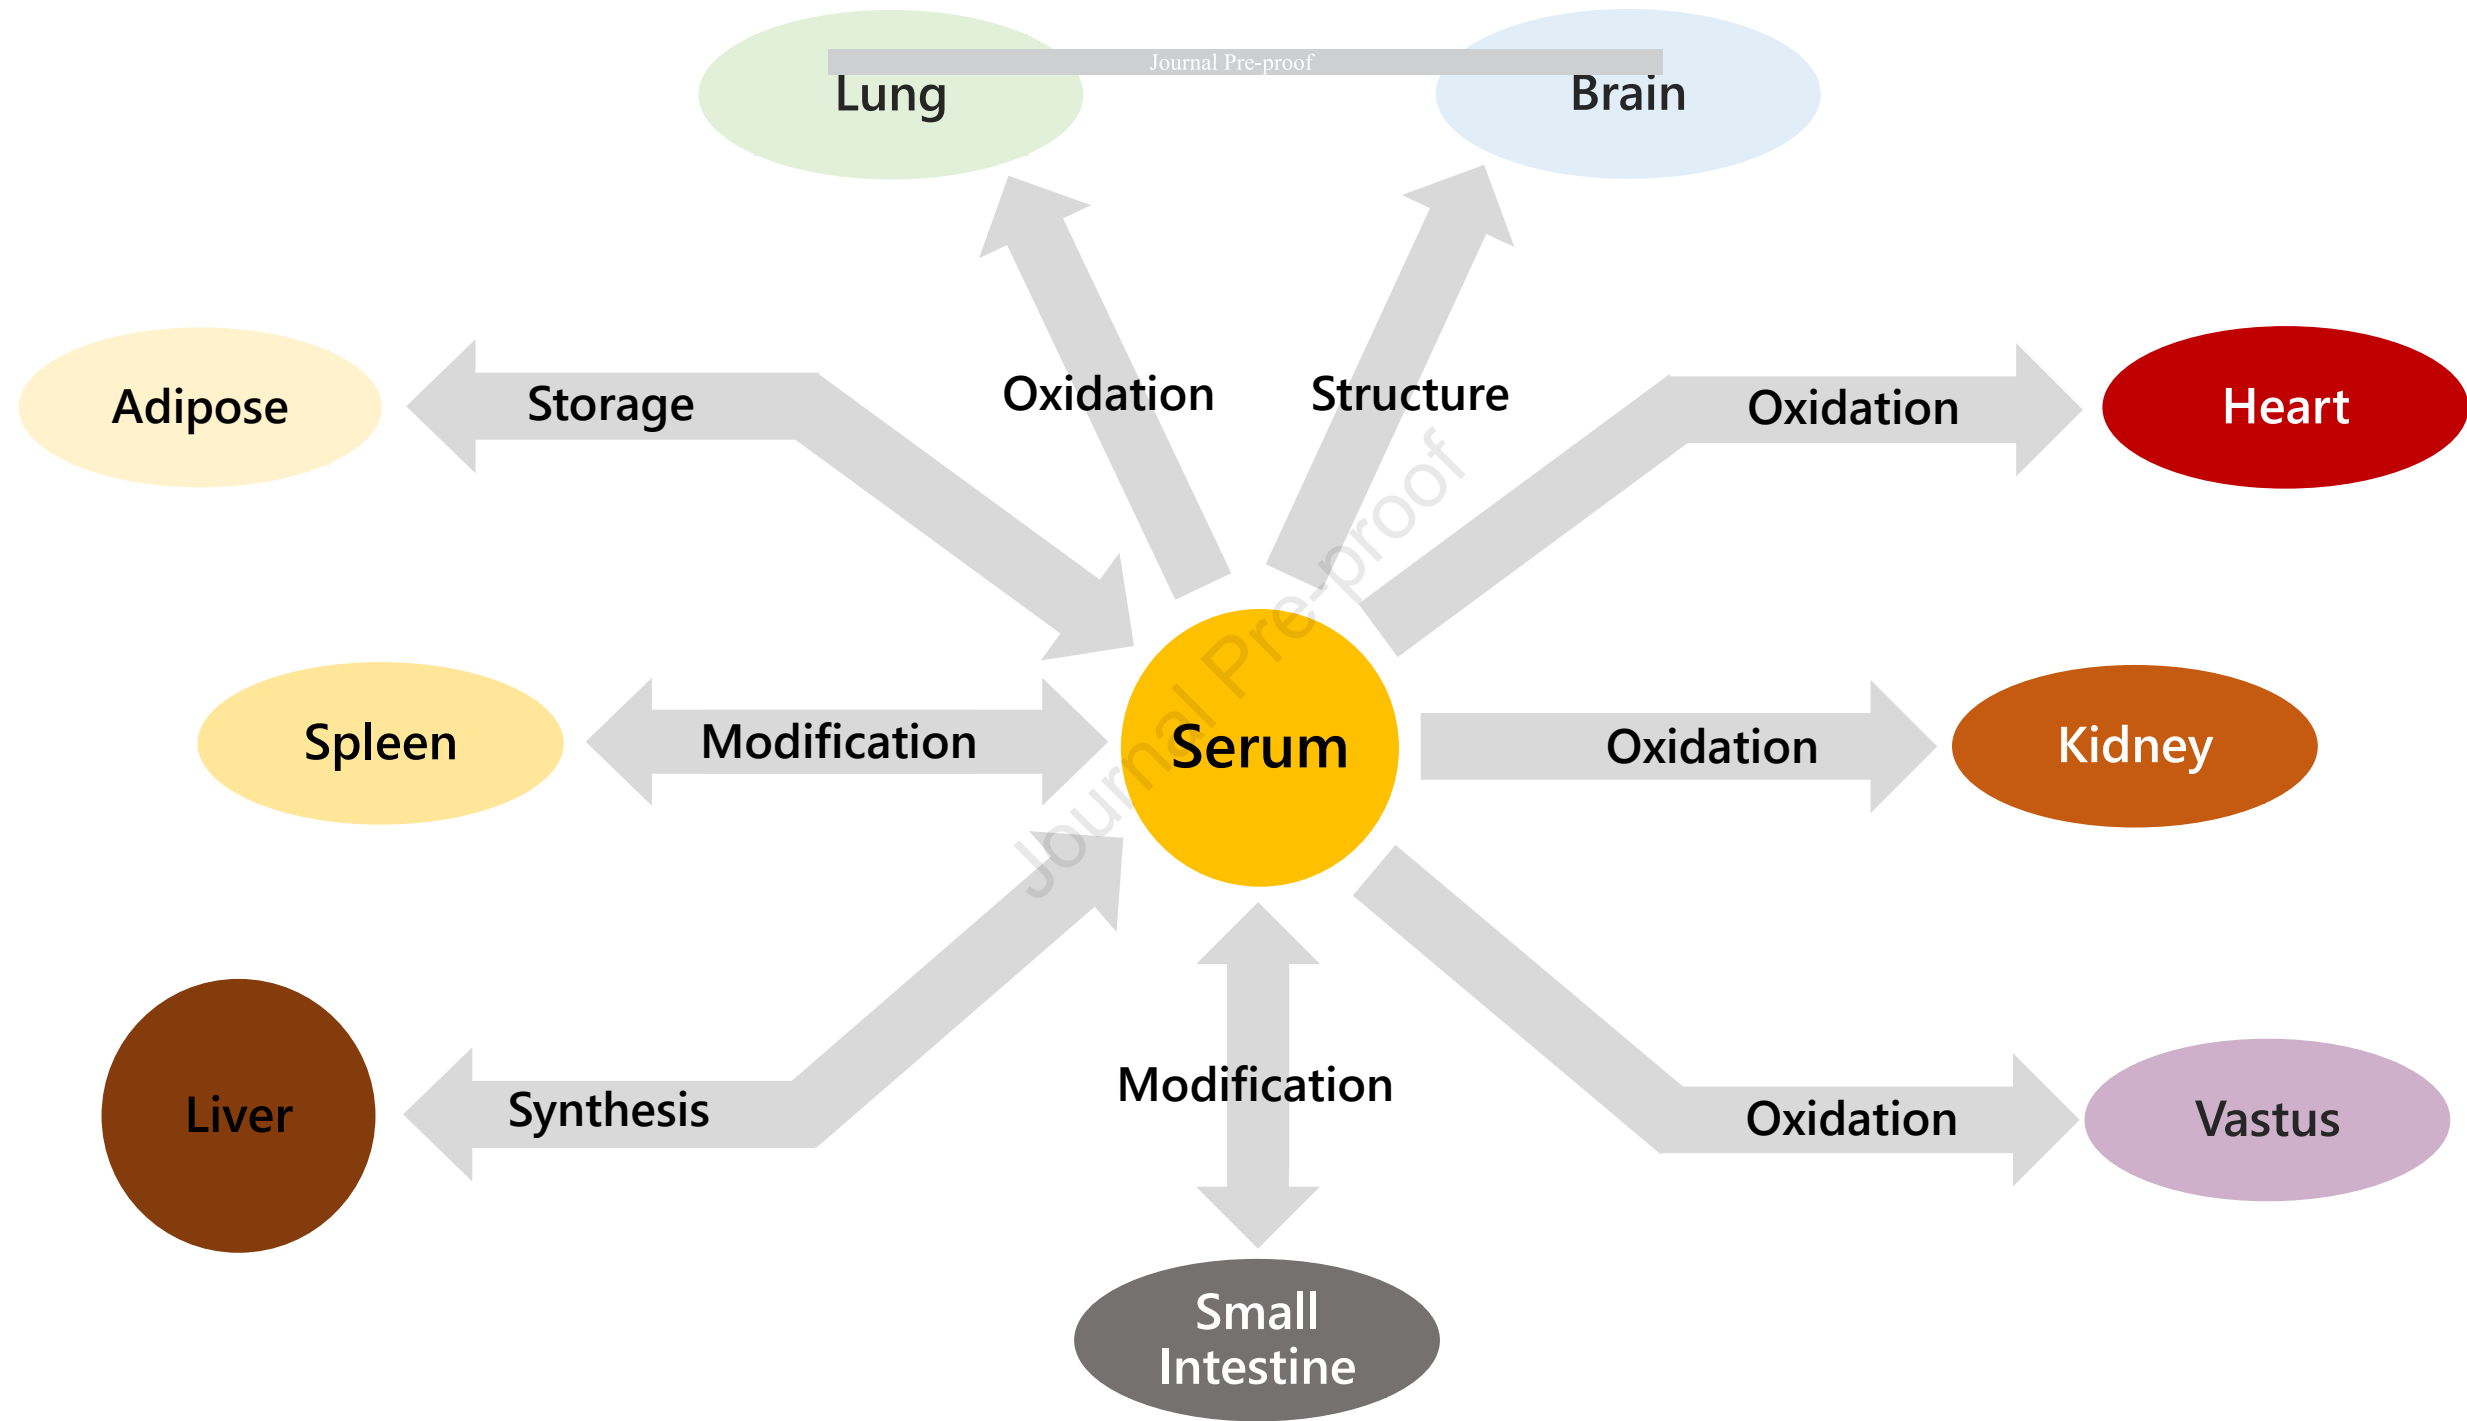 Journal Pre-proof
Lung
Brain
Oxidation
Structure
Adipose
Storage
Oxidation
Heart
Spleen
Modification
Serum
Oxidation
Kidney
Journal Pre-proof
Liver
Synthesis
Modification
Oxidation
Vastus
Small
Intestine